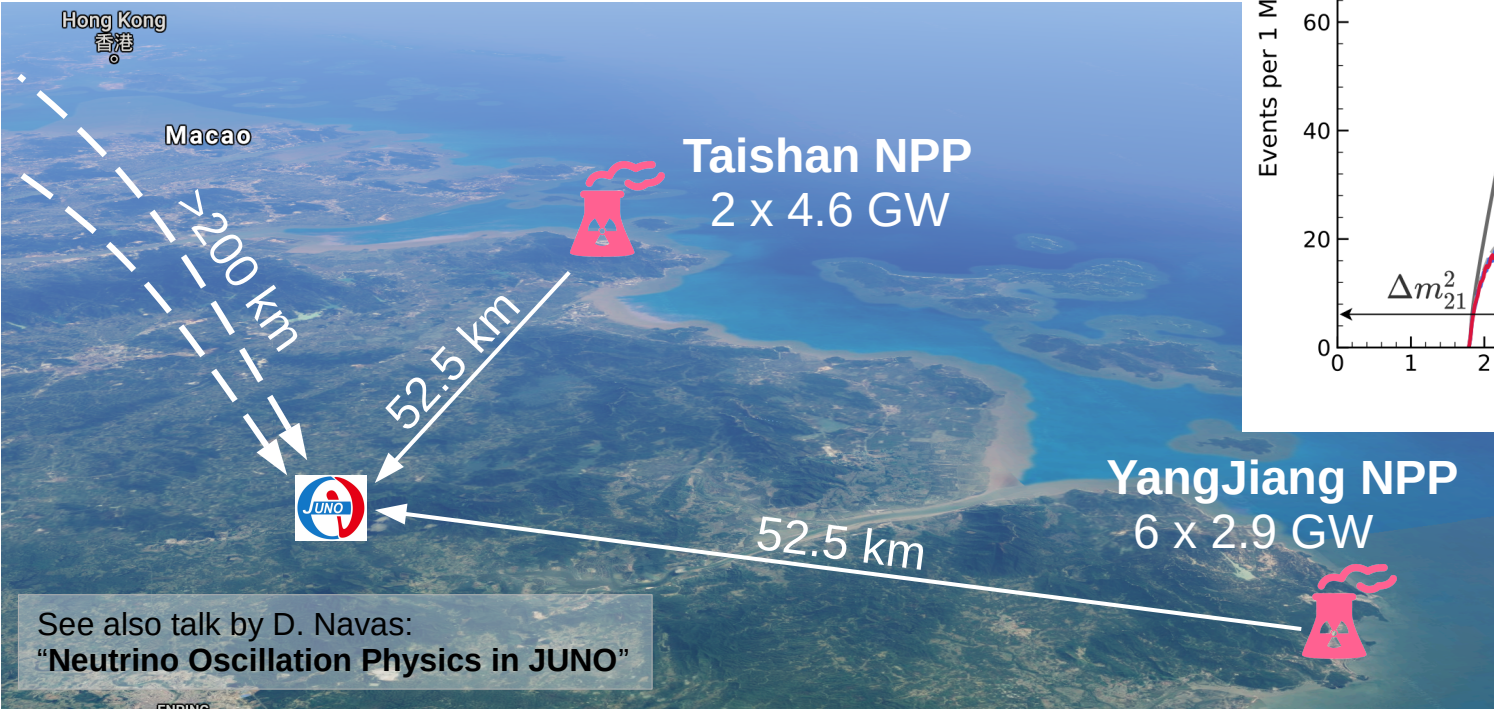 Hong Kong
香港
Macao
>200 km
Taishan NPP
2 x 4.6 GW
52.5 km
JUNO
YangJiang NPP
6 x 2.9 GW
52.5 km
See also talk by D. Navas:
“Neutrino Oscillation Physics in JUNO”
Events per 1 M
60
40
20
0
Δm²₂₁
0 1 2